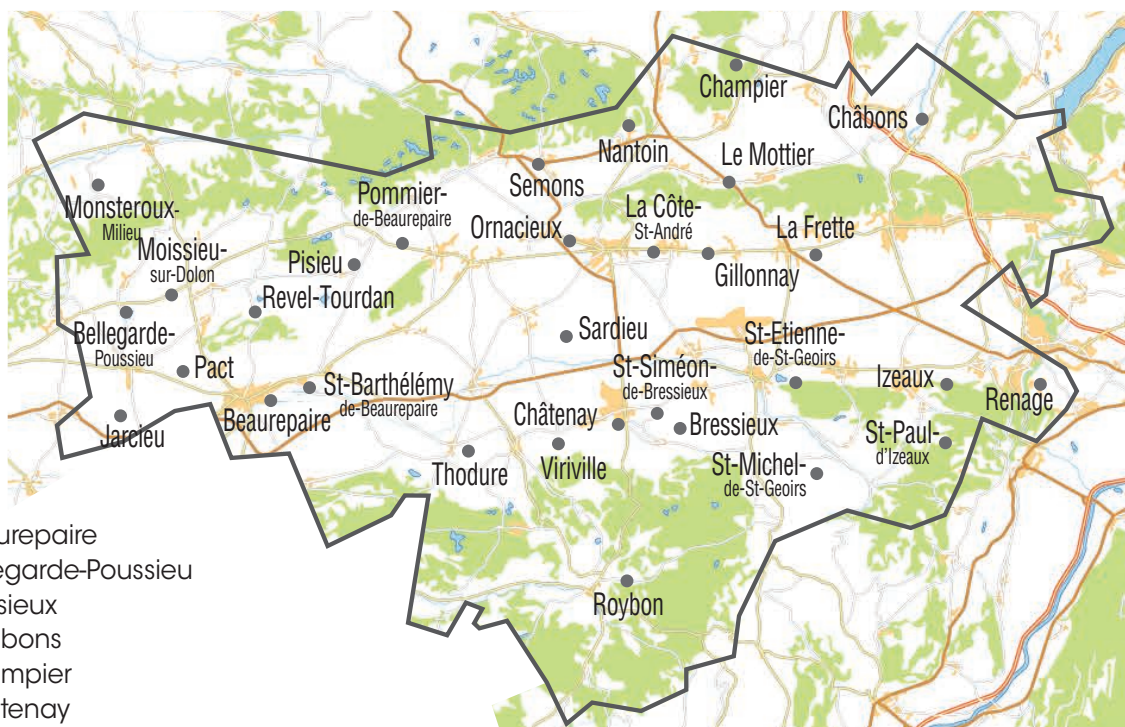 Champier
Châbons
Nantoin
Le Mottier
Semons
Monsteroux-
Milieu
Pommier-
de-Beaurepaire
La Côte-
St-André
Ornacieux
La Frette
Moissieu-
sur-Dolon
Pisieu
Gillonnay
Revel-Tourdan
Bellegarde-
Poussieu
Sardieu
St-Etienne-
de-St-Geoirs
Pact
St-Siméon-
de-Bressieux
Izeaux
Renage
St-Barthélémy
de-Beaurepaire
Beaurepaire
Châtenay
Bressieux
Jarcieu
St-Paul-
d'Izeaux
Thodure
Viriville
St-Michel-
de-St-Geoirs
urepaire
egarde-Poussieu
sieux
bons
mpier
tenay
Roybon